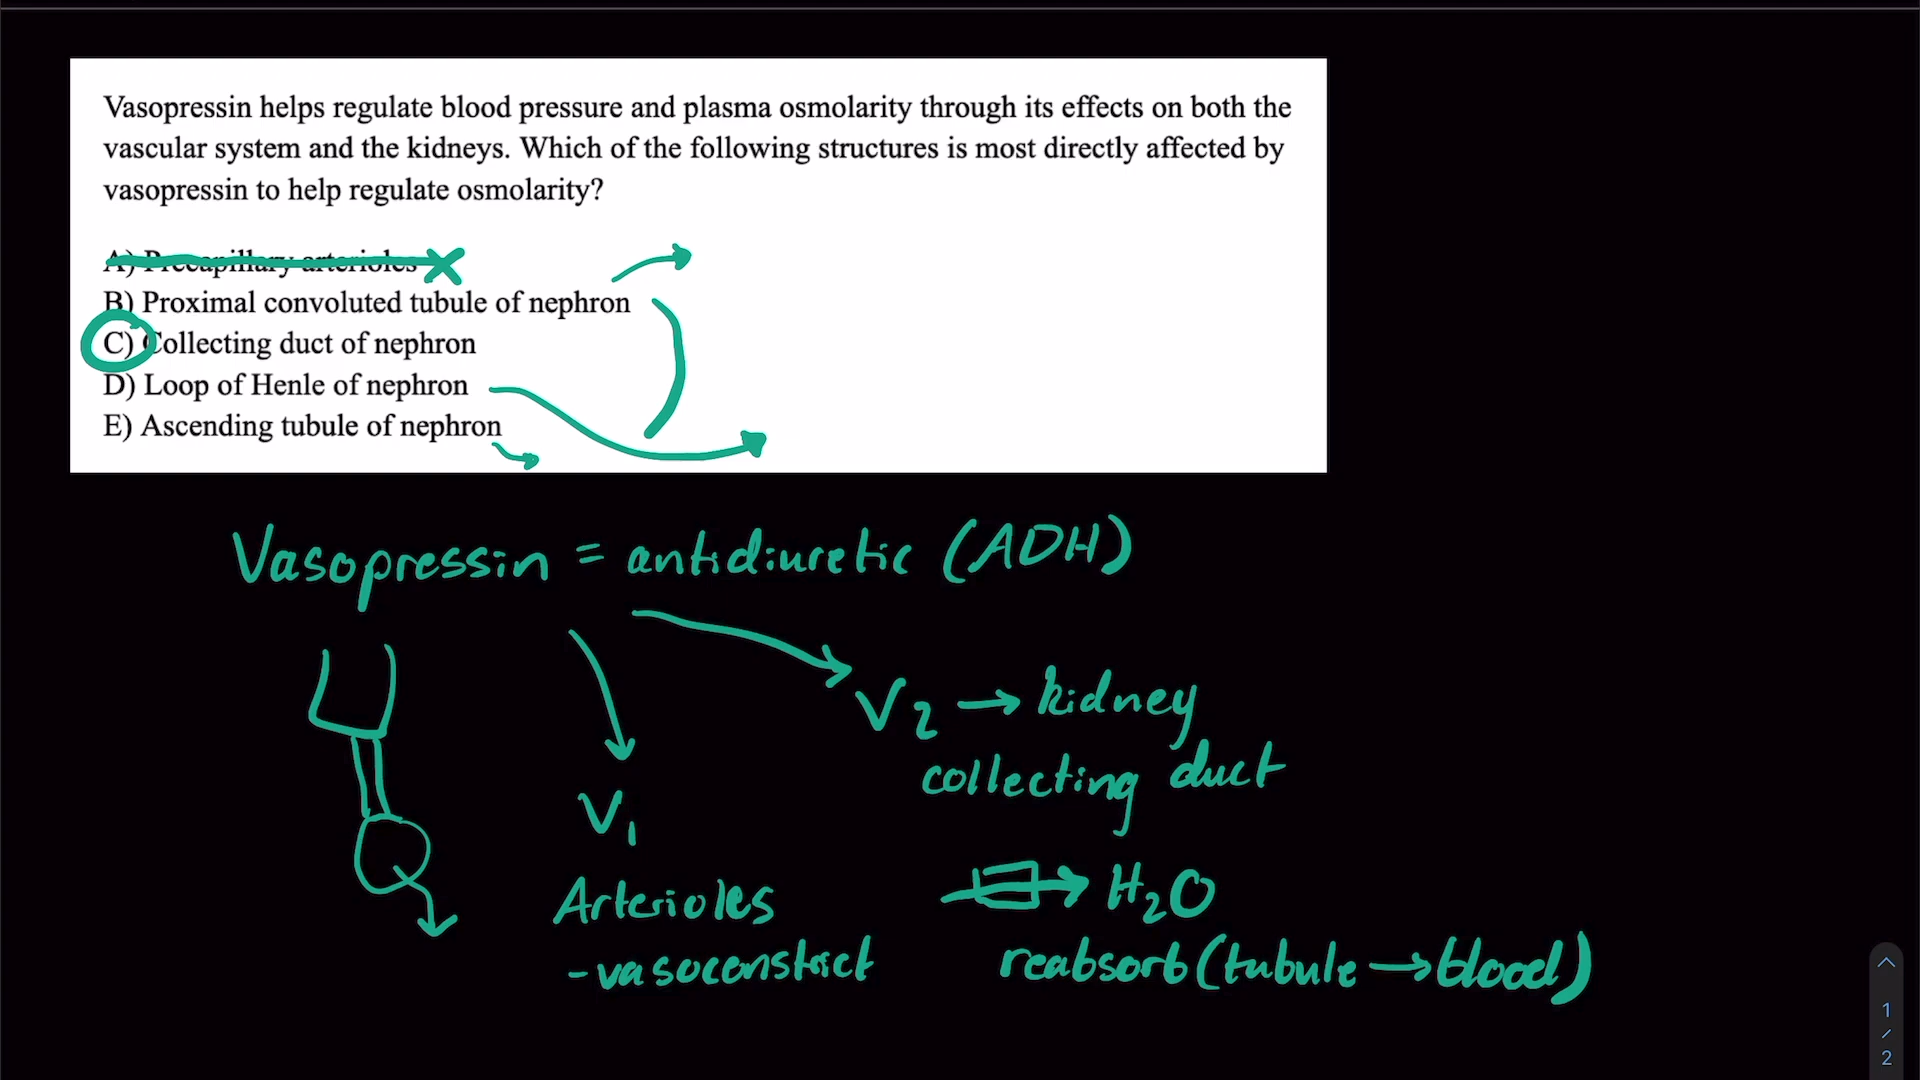 Vasopressin helps regulate blood pressure and plasma osmolarity through its effects on both the
vascular system and the kidneys. Which of the following structures is most directly affected by
vasopressin to help regulate osmolarity?
A) Precapillary arterioles
B) Proximal convoluted tubule of nephron
C) Collecting duct of nephron
D) Loop of Henle of nephron
E) Ascending tubule of nephron
Vasopressin = antidiuretic (ADH)
V2 → kidney
collecting duct
V1
Arterioles
-vasoconstrict
→ H2O
reabsorb (tubule → blood)
1
/
2